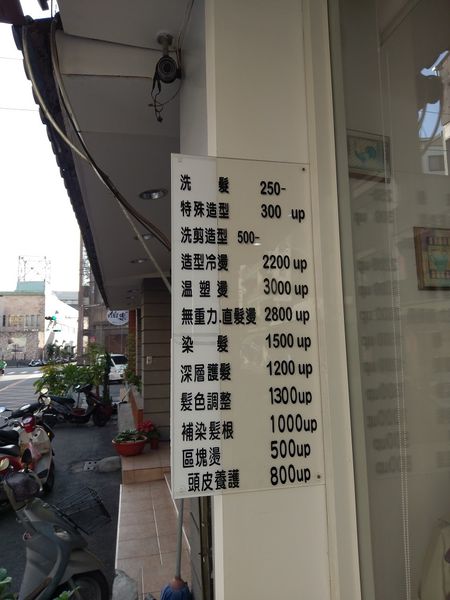 洗 髮 250-
特殊造型 300 up
洗剪造型 500-
造型冷燙 2200 up
溫塑燙 3000 up
無重力.直髮燙 2800 up
染 髮 1500 up
深層護髮 1200 up
髮色調整 1300up
補染髮根 1000up
區塊燙 500up
頭皮養護 800up